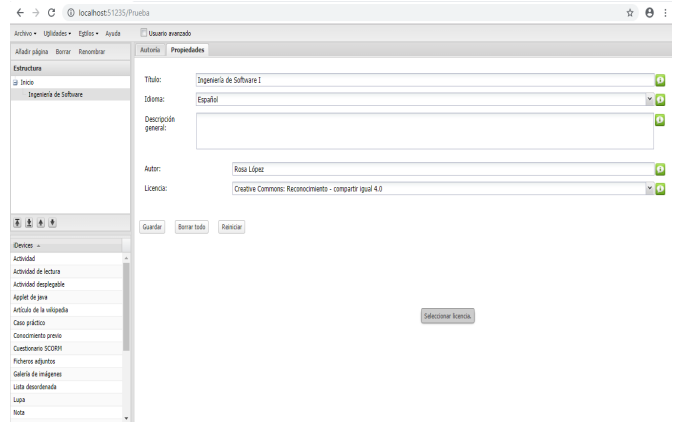 localhost:51235/Prueba
Archivo Utilidades Estilos Ayuda
Usuario avanzado
Añadir página Borrar Renombrar
Autoría Propiedades
Estructura
Inicio
Ingeniería de Software
Título: Ingeniería de Software I
Idioma: Español
Descripción
general:
Autor: Rosa López
Licencia: Creative Commons: Reconocimiento - compartir igual 4.0
Guardar Borrar todo Reiniciar
iDevices
Actividad
Actividad de lectura
Actividad desplegable
Applet de java
Artículo de la wikipedia
Caso práctico
Conocimiento previo
Cuestionario SCORM
Ficheros adjuntos
Galería de imágenes
Lista desordenada
Lupa
Nota
Seleccionar licencia.